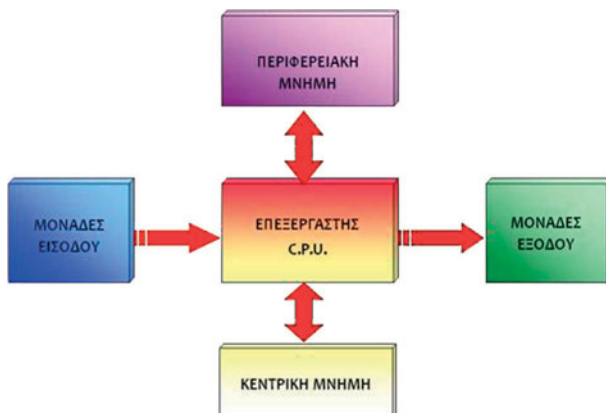 ΠΕΡΙΦΕΡΕΙΑΚΗ
ΜΝΗΜΗ
ΜΟΝΑΔΕΣ
ΕΙΣΟΔΟΥ
ΕΠΕΞΕΡΓΑΣΤΗΣ
C.P.U.
ΜΟΝΑΔΕΣ
ΕΞΟΔΟΥ
ΚΕΝΤΡΙΚΗ ΜΝΗΜΗ